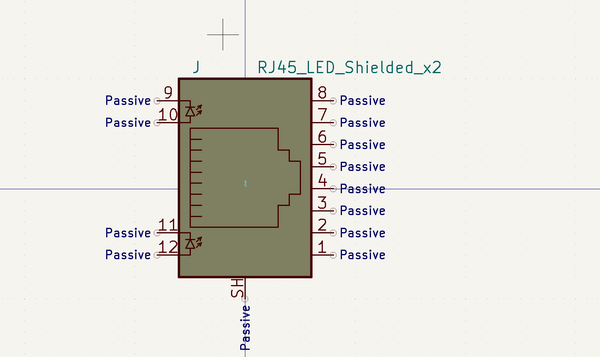 J RJ45_LED_Shielded_x2
Passive 9 8 Passive
Passive 10 7 Passive
6 Passive
5 Passive
4 Passive
3 Passive
Passive 11 2 Passive
Passive 12 1 Passive
SH
Passive